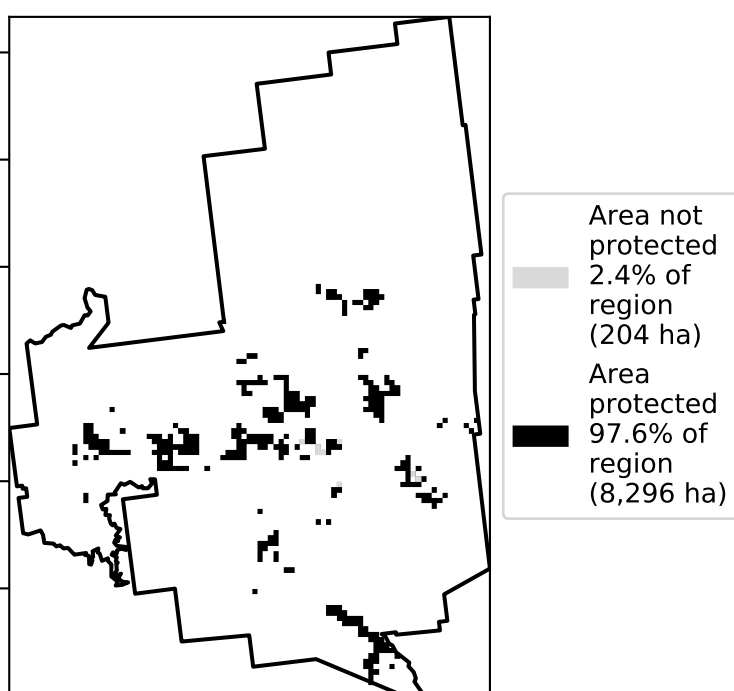 Area not
protected
2.4% of
region
(204 ha)
Area
protected
97.6% of
region
(8,296 ha)